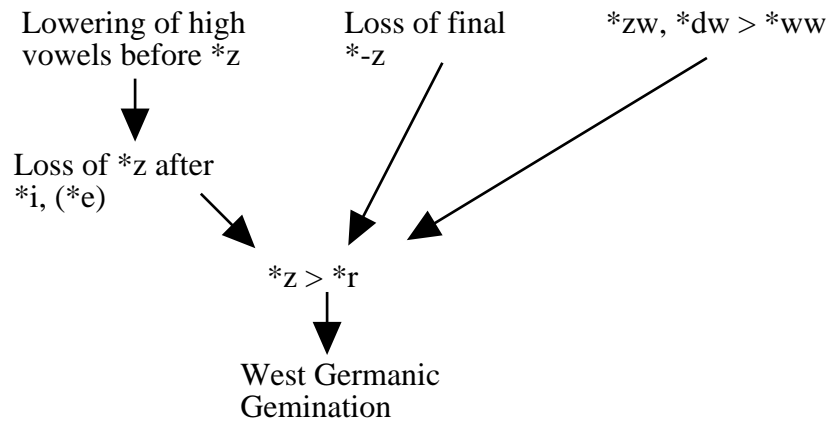 Lowering of high
vowels before *z
Loss of final
*-z
*zw, *dw > *ww
Loss of *z after
*i, (*e)
*z > *r
West Germanic
Gemination